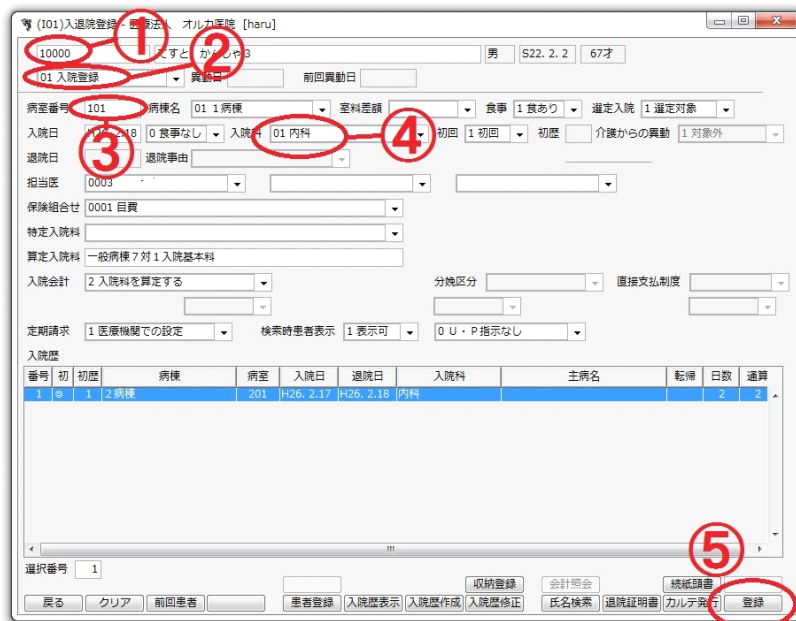 (I01)入退院登録 - 医療法人 オルカ医院 [haru]
① ②
10000 てすと かんじゃ3 男 S22. 2. 2 67才
01 入院登録 異動日 前回異動日
病室番号 101 病棟名 01 1病棟 室料差額 食事 1 食あり 選定入院 1 選定対象
入院日 H26. 2.18 0 食事なし 入院科 01 内科 ④ 初回 1 初回 初歴 介護からの異動 1 対象外
③
退院日 退院事由
担当医 0003
保険組合せ 0001 自費
特定入院料
算定入院料 一般病棟7対1入院基本料
入院会計 2 入院料を算定する 分娩区分 直接支払制度
定期請求 1 医療機関での設定 検索時患者表示 1 表示可 0 U・P指示なし
入院歴
番号 初 初歴 病棟 病室 入院日 退院日 入院科 主病名 転帰 日数 通算
1 ◎ 1 2病棟 201 H26. 2.17 H26. 2.18 内科 2 2
⑤
選択番号 1
収納登録 会計照会 続紙頭書
戻る クリア 前回患者 患者登録 入院歴表示 入院歴作成 入院歴修正 氏名検索 退院証明書 カルテ発行 登録